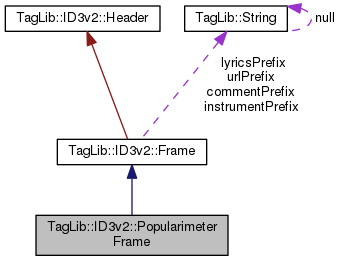 TagLib::ID3v2::Header
TagLib::String
null
lyricsPrefix
urlPrefix
commentPrefix
instrumentPrefix
TagLib::ID3v2::Frame
TagLib::ID3v2::Popularimeter
Frame